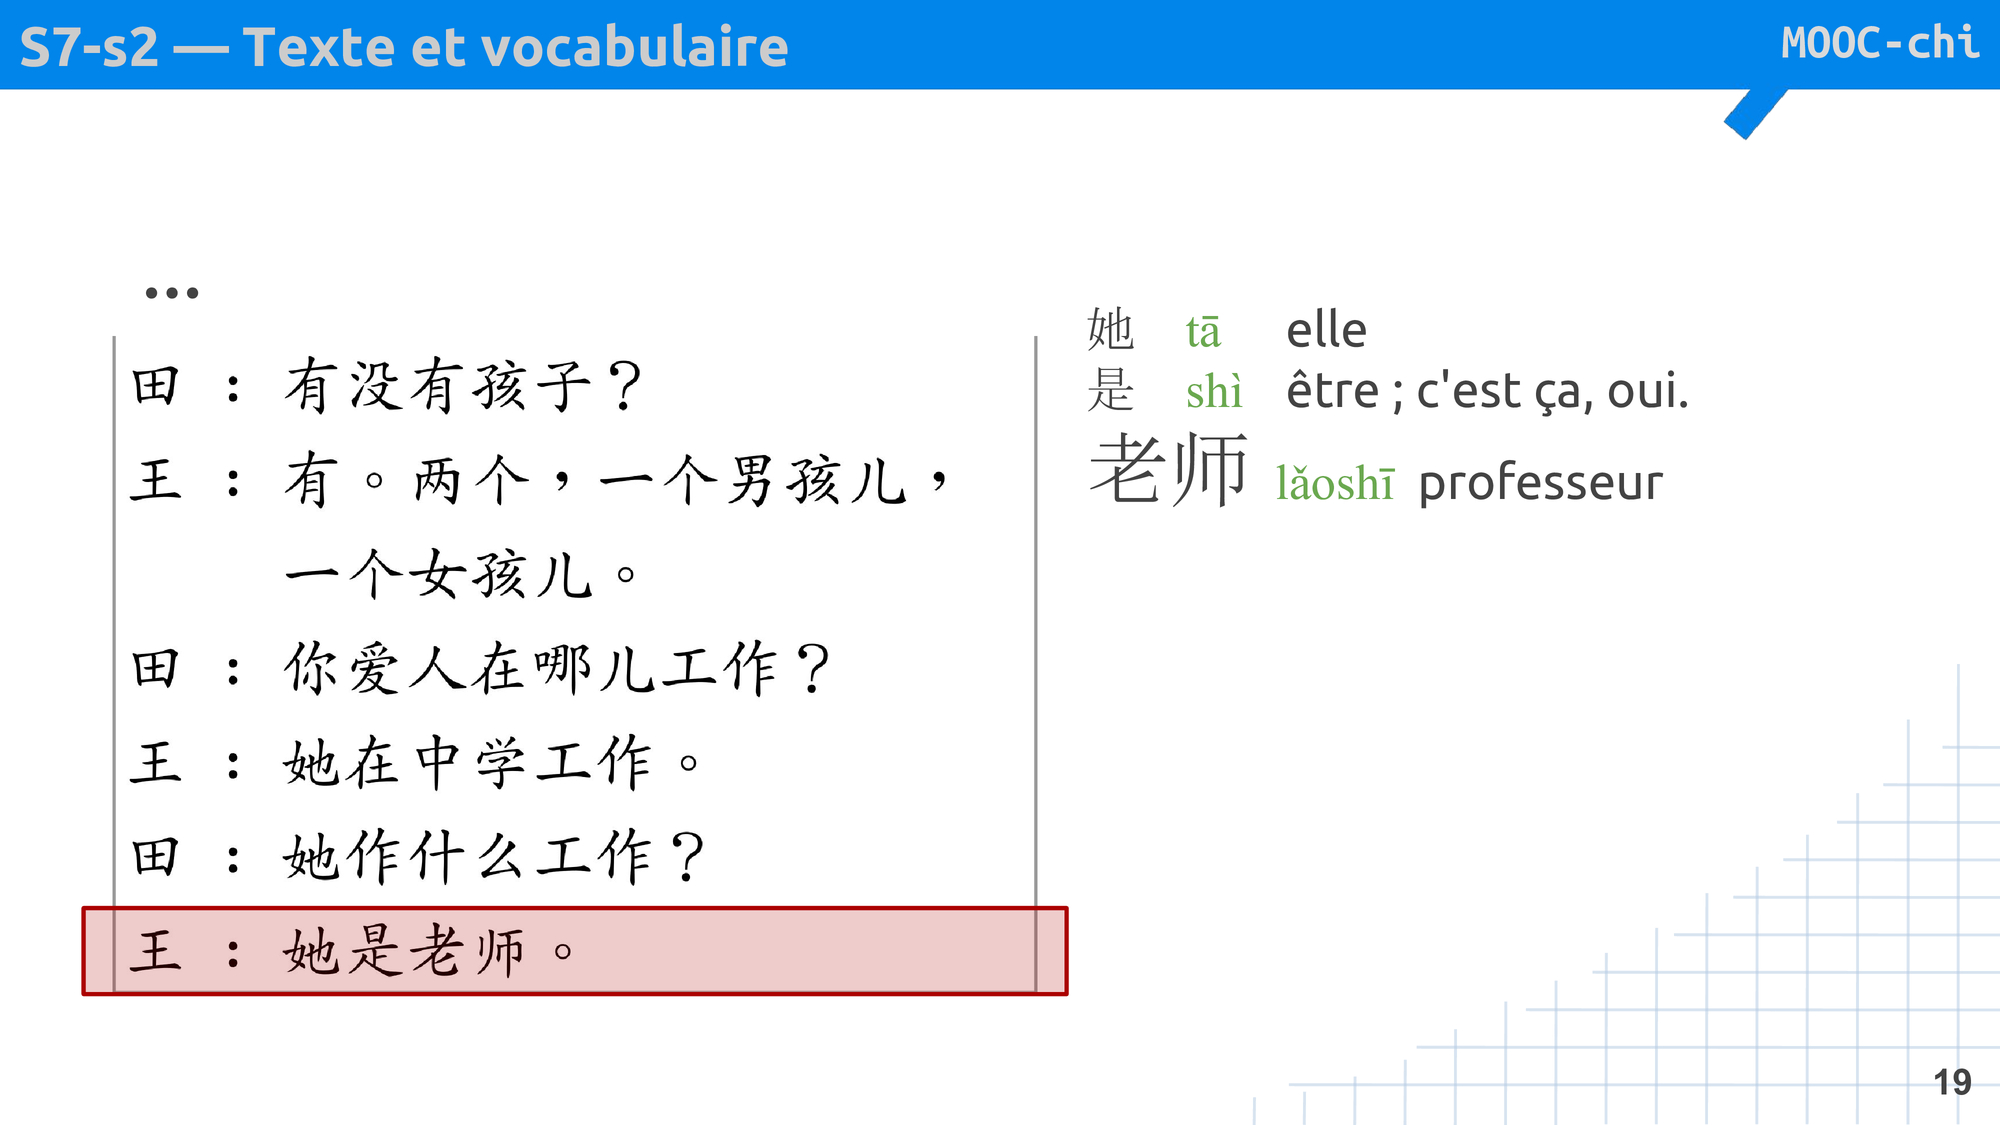 S7-s2 — Texte et vocabulaire
MOOC-chi
...
田 : 有没有孩子?
王 : 有。两个，一个男孩儿，
一个女孩儿。
田 : 你爱人在哪儿工作?
王 : 她在中学工作。
田 : 她作什么工作?
王 : 她是老师。
她 tā elle
是 shì être ; c'est ça, oui.
老师 lǎoshī professeur
19